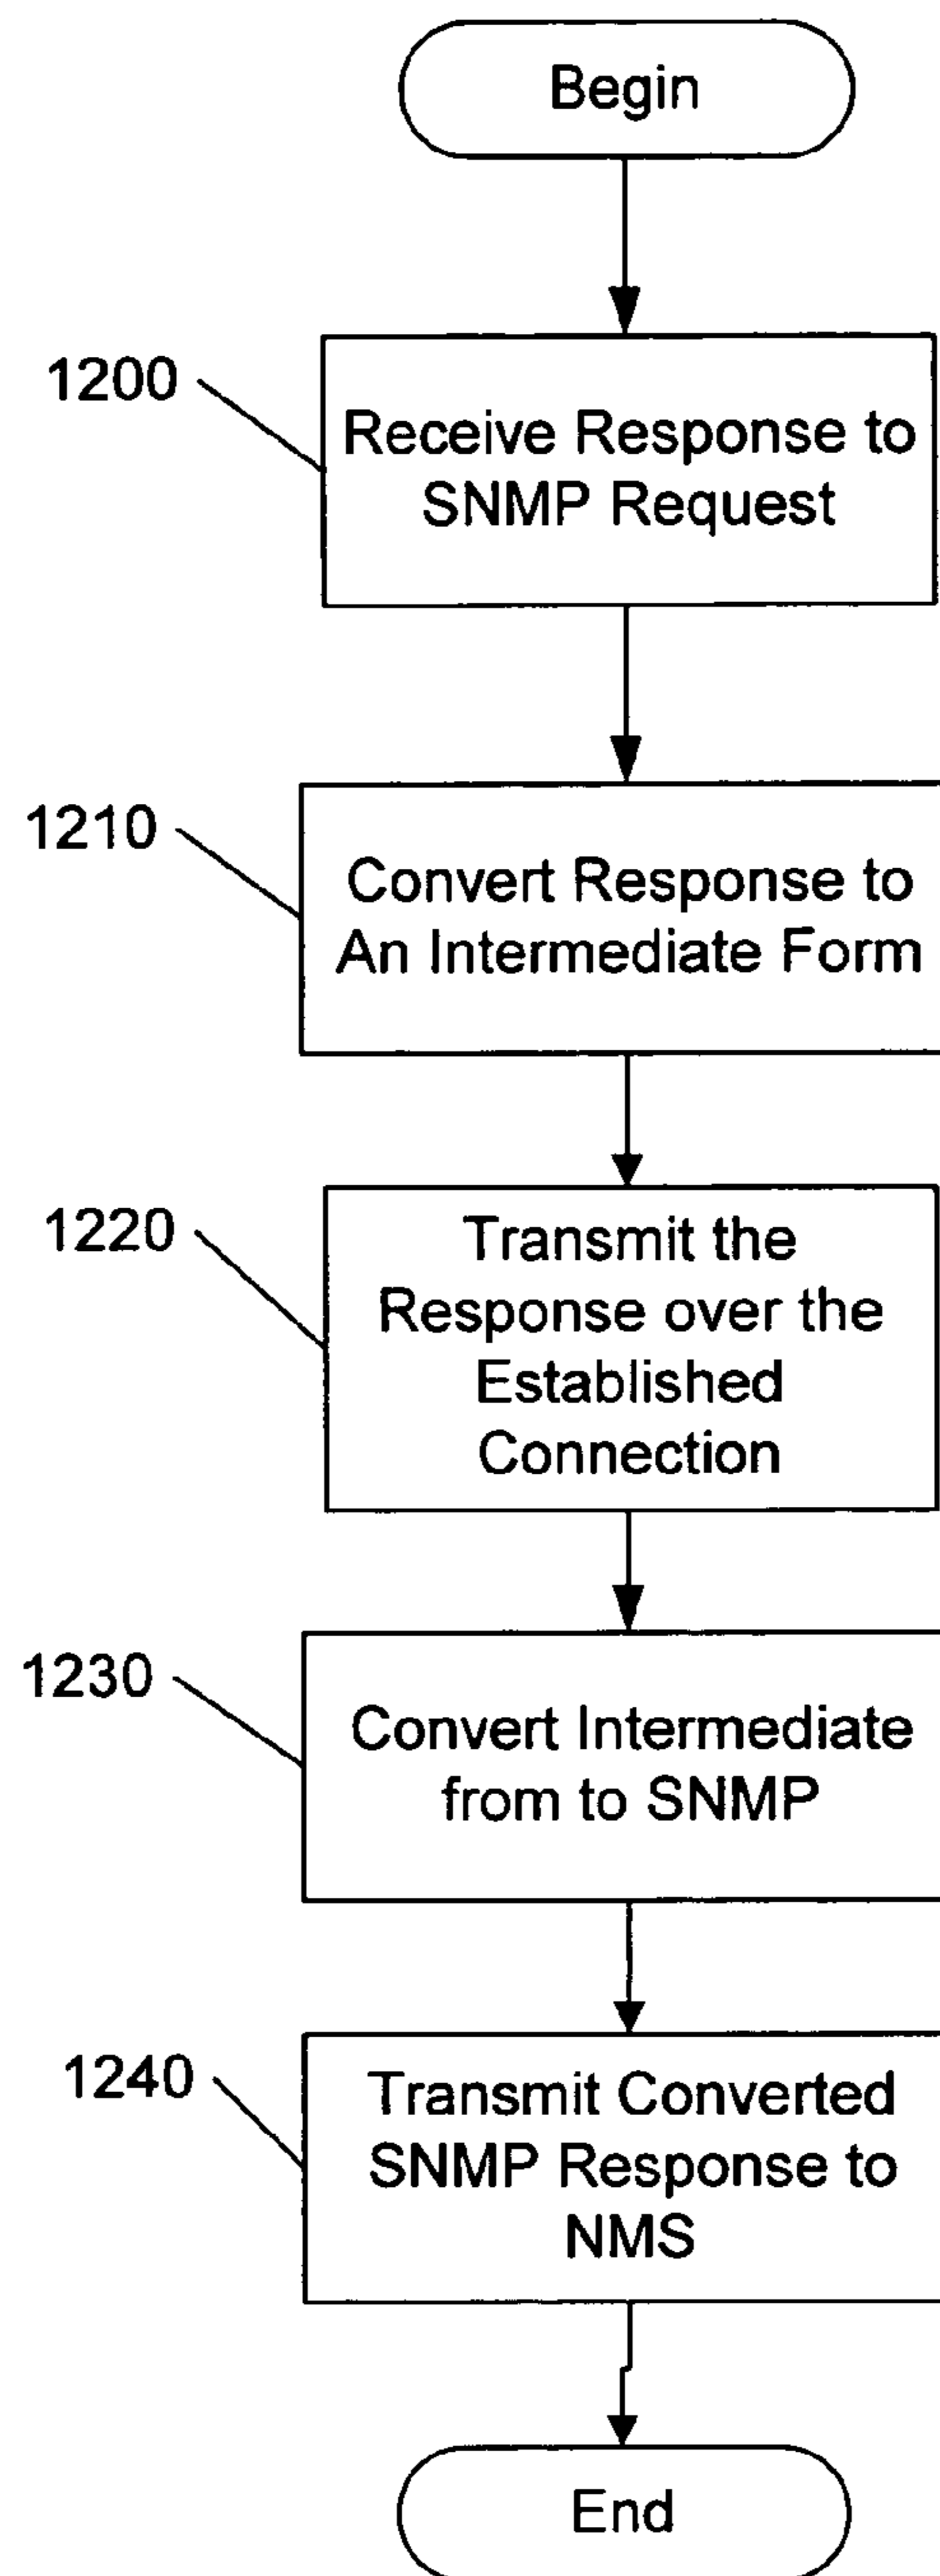 Begin
1200
Receive Response to
SNMP Request
1210
Convert Response to
An Intermediate Form
1220
Transmit the
Response over the
Established
Connection
1230
Convert Intermediate
from to SNMP
1240
Transmit Converted
SNMP Response to
NMS
End